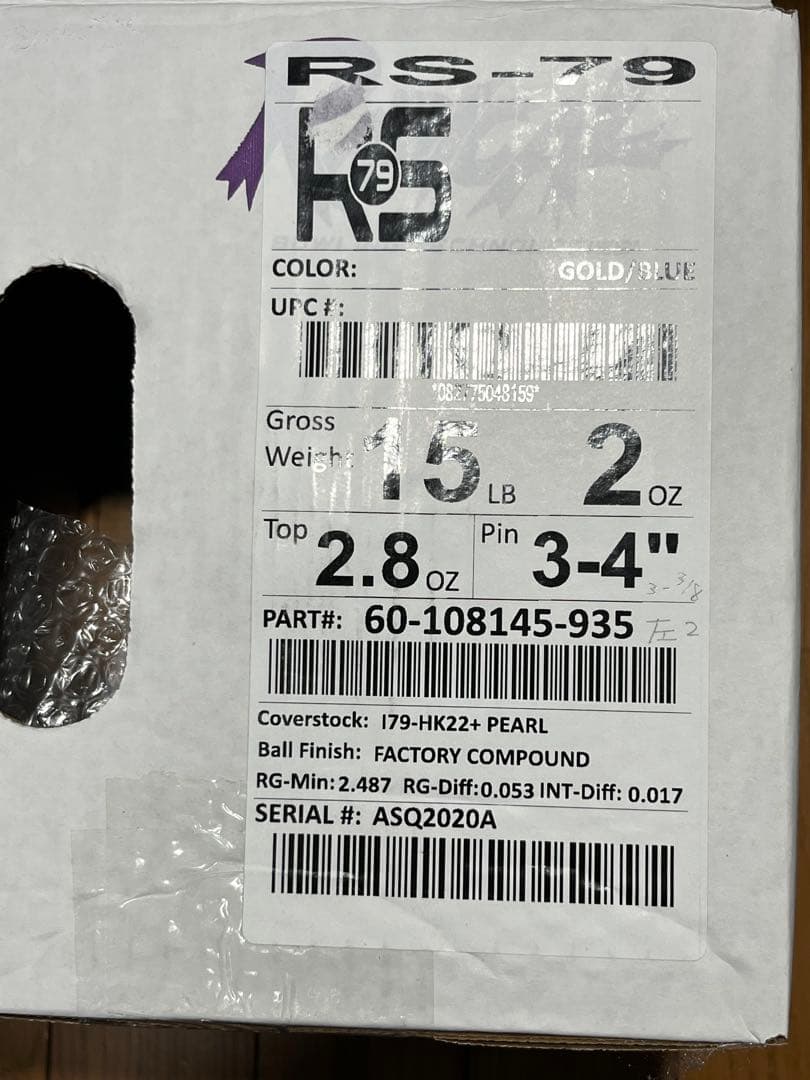 RS-79
RS
79
COLOR: GOLD/BLUE
UPC #:
*082775048159*
Gross
Weight 15 LB 2 OZ
Top 2.8 OZ Pin 3-4"
3-3/8
PART#: 60-108145-935 左2
Coverstock: I79-HK22+ PEARL
Ball Finish: FACTORY COMPOUND
RG-Min: 2.487 RG-Diff: 0.053 INT-Diff: 0.017
SERIAL #: ASQ2020A